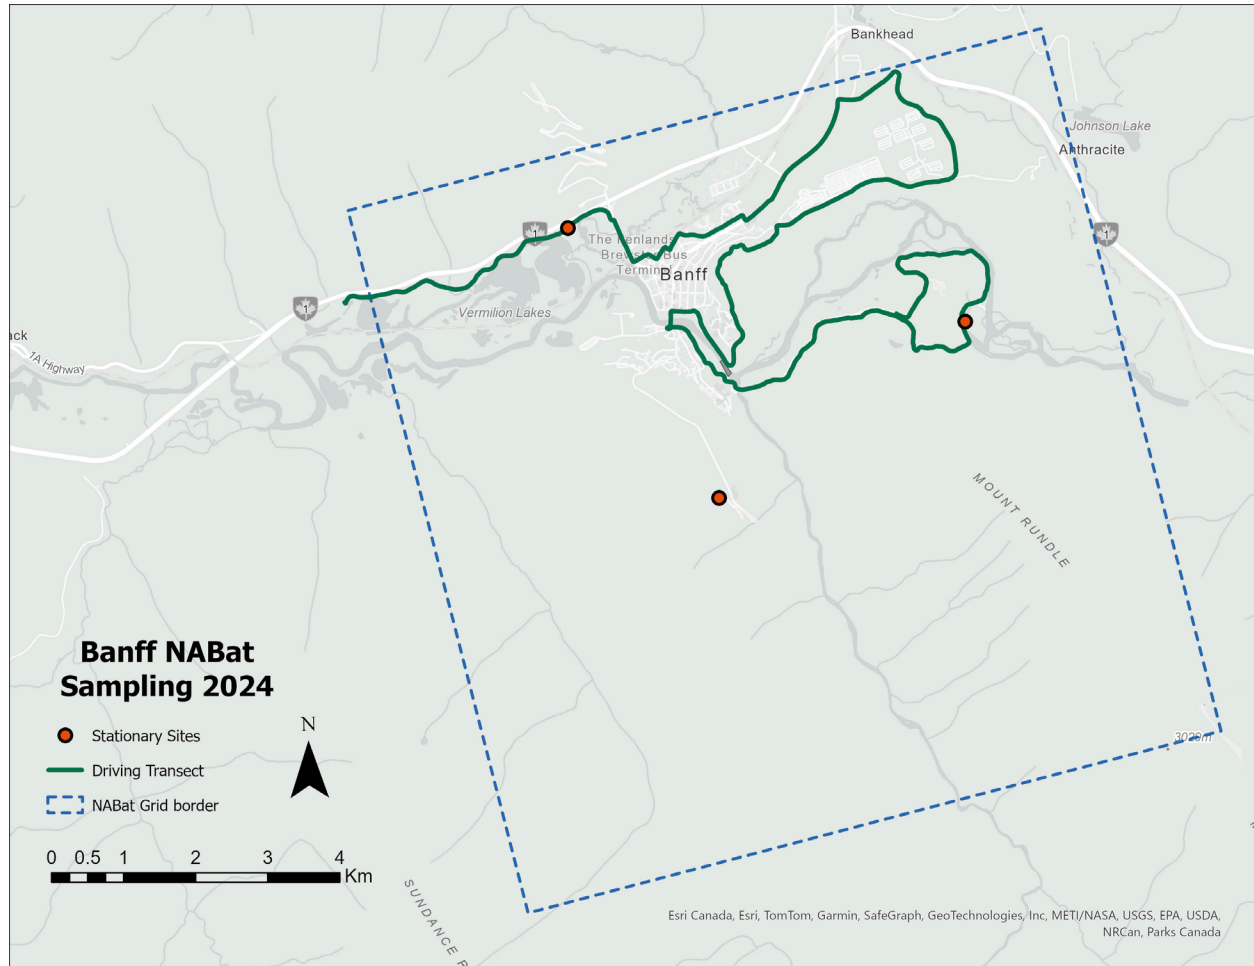 Bankhead
Johnson Lake
Anthracite
1
The Fenlands
Brewster Bus
Terminal
1
Banff
1
Vermilion Lakes
ack
1A Highway
MOUNT RUNDLE
Banff NABat
Sampling 2024
N
Stationary Sites
Driving Transect
NABat Grid border
3029m
0 0.5 1 2 3 4
Km
SUNDANCE
Esri Canada, Esri, TomTom, Garmin, SafeGraph, GeoTechnologies, Inc, METI/NASA, USGS, EPA, USDA,
NRCan, Parks Canada